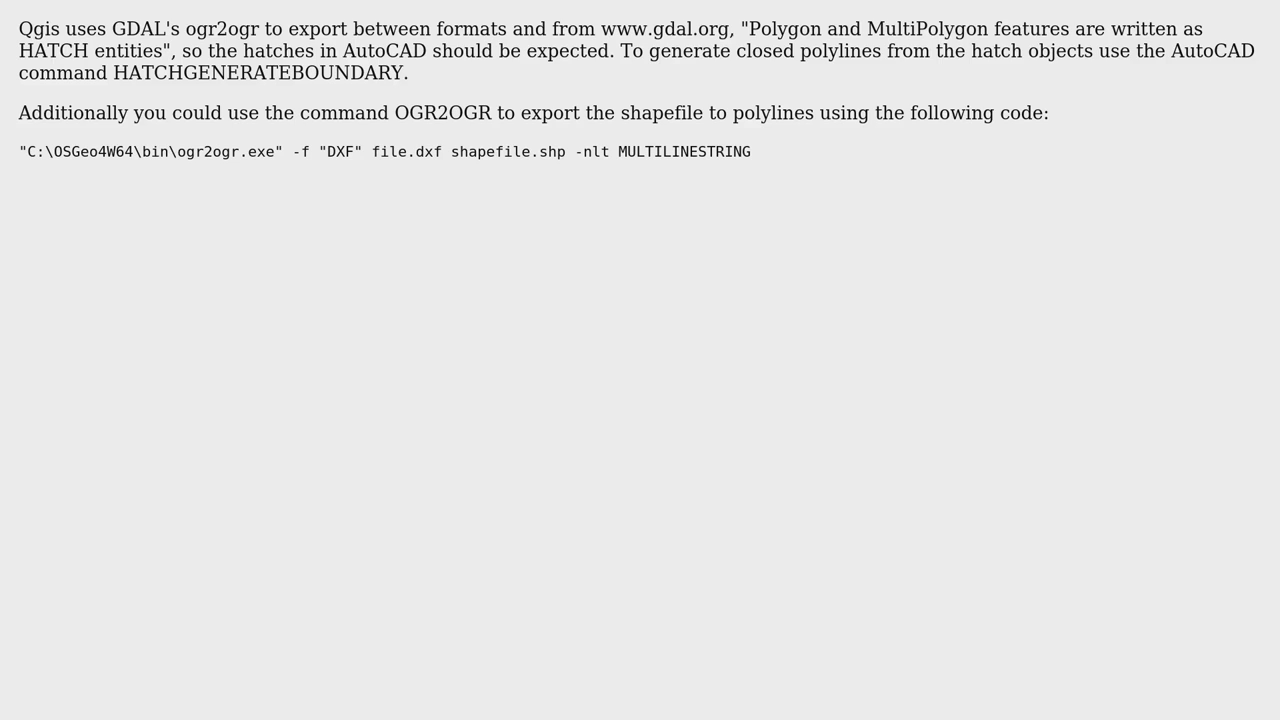 Qgis uses GDAL's ogr2ogr to export between formats and from www.gdal.org, "Polygon and MultiPolygon features are written as
HATCH entities", so the hatches in AutoCAD should be expected. To generate closed polylines from the hatch objects use the AutoCAD
command HATCHGENERATEBOUNDARY.
Additionally you could use the command OGR2OGR to export the shapefile to polylines using the following code:
"C:\OSGeo4W64\bin\ogr2ogr.exe" -f "DXF" file.dxf shapefile.shp -nlt MULTILINESTRING